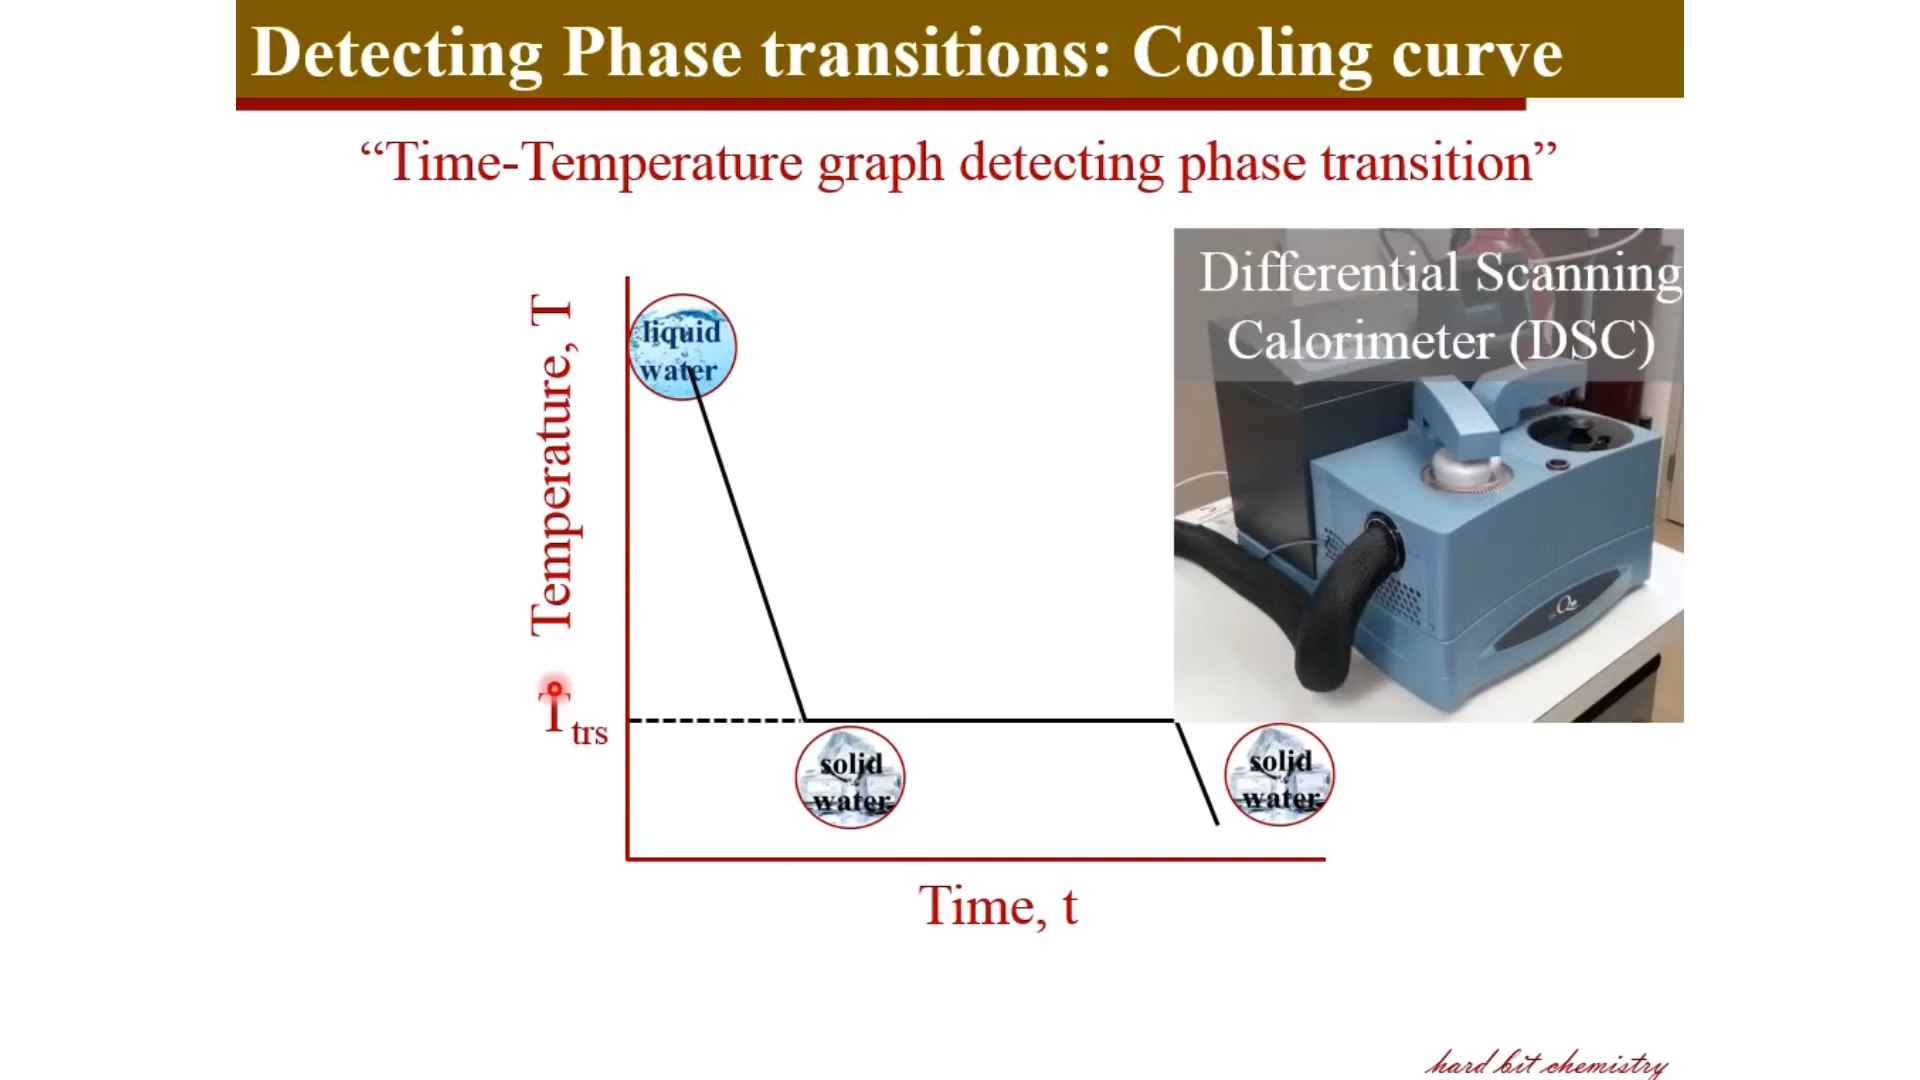 Detecting Phase transitions: Cooling curve
“Time-Temperature graph detecting phase transition”
Differential Scanning
Calorimeter (DSC)
Temperature, T
liquid
water
T trs
solid
water
solid
water
Time, t
hard bit chemistry